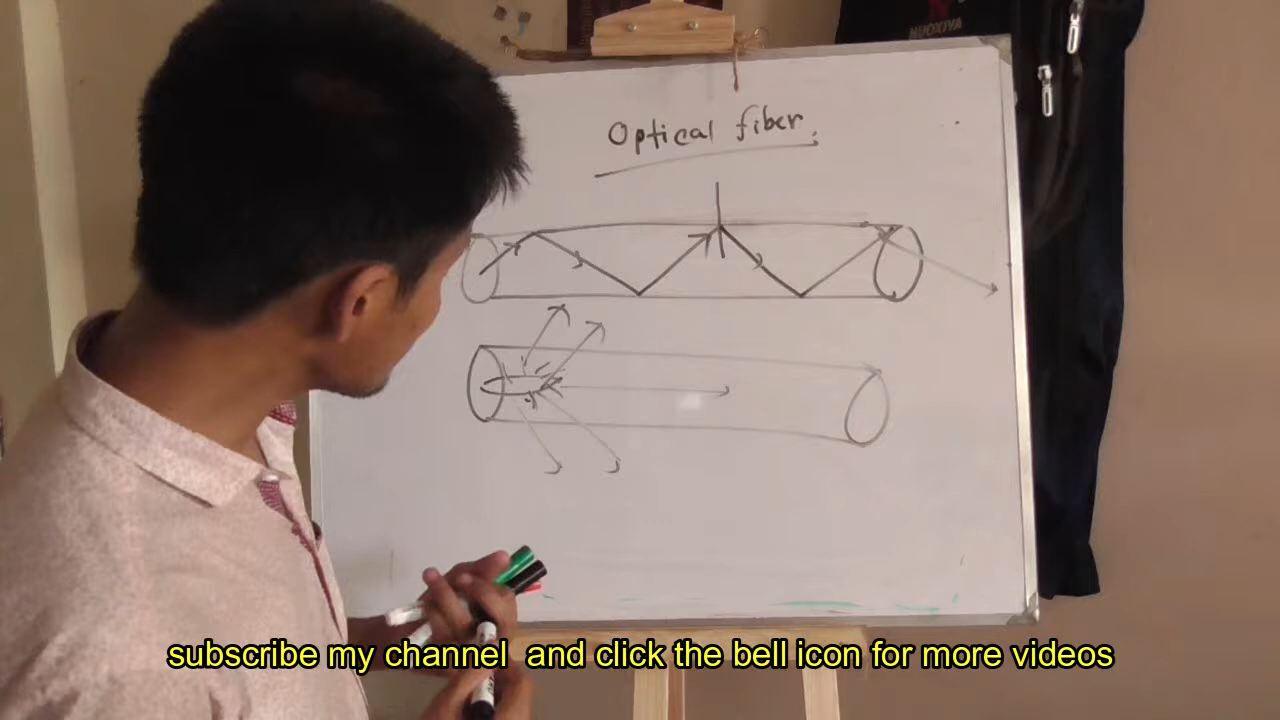 Optical fiber.
subscribe my channel and click the bell icon for more videos